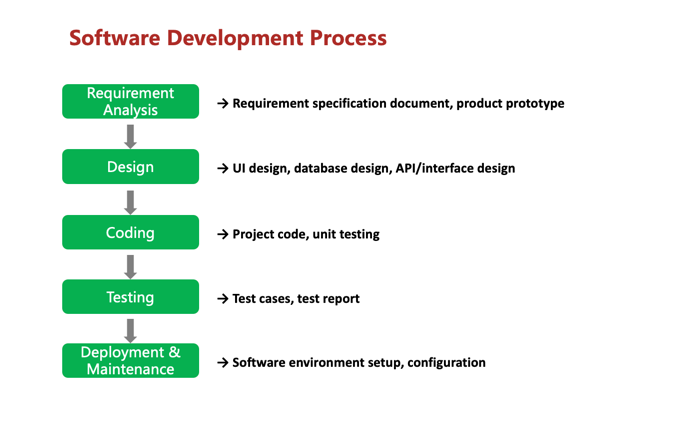 Software Development Process
Requirement
Analysis
→ Requirement specification document, product prototype
Design
→ UI design, database design, API/interface design
Coding
→ Project code, unit testing
Testing
→ Test cases, test report
Deployment &
Maintenance
→ Software environment setup, configuration